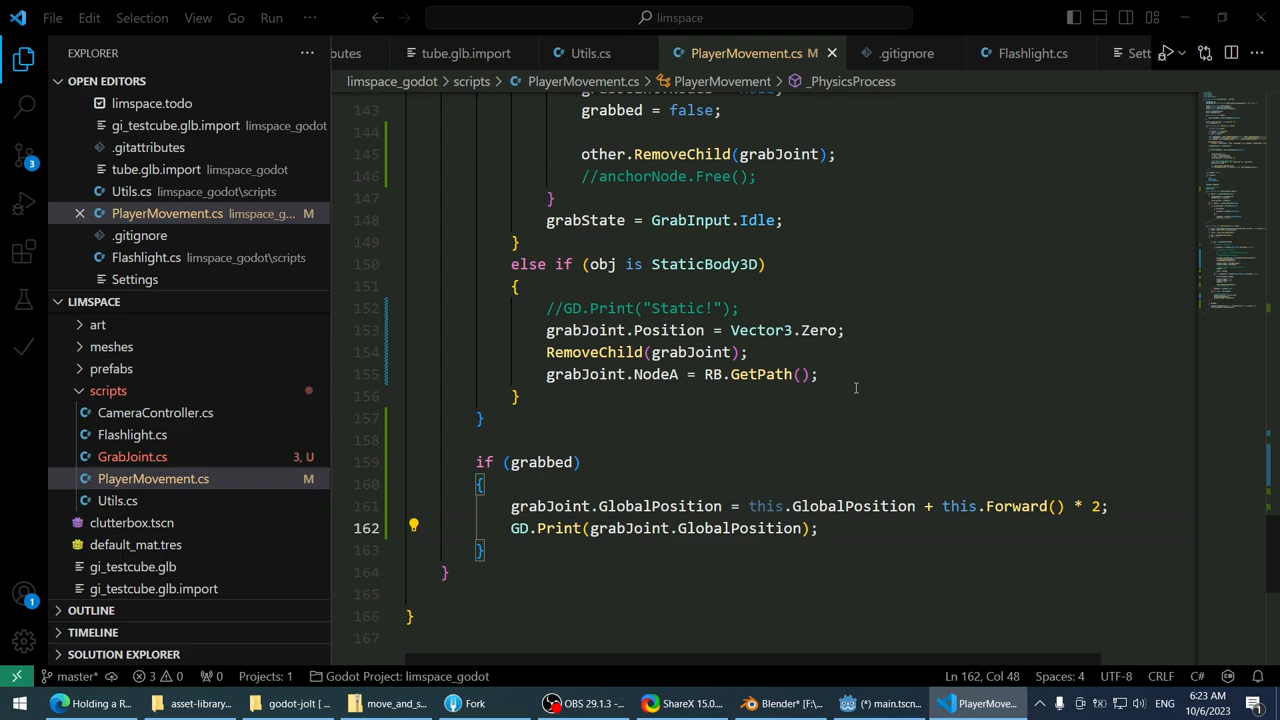 File Edit Selection View Go Run ··· limspace
EXPLORER ···
butes tube.glb.import Utils.cs PlayerMovement.cs M .gitignore Flashlight.cs Sett ···
OPEN EDITORS
limspace_godot > scripts > PlayerMovement.cs > PlayerMovement > _PhysicsProcess
limspace.todo
gi_testcube.glb.import limspace_godot
.gitattributes
tube.glb.import limspace_godot
Utils.cs limspace_godot\scripts
PlayerMovement.cs limspace_g... M
.gitignore
Flashlight.cs limspace_godot\scripts
Settings
LIMSPACE
art
meshes
prefabs
scripts
CameraController.cs
Flashlight.cs
GrabJoint.cs 3, U
PlayerMovement.cs M
Utils.cs
clutterbox.tscn
default_mat.tres
gi_testcube.glb
gi_testcube.glb.import
OUTLINE
TIMELINE
SOLUTION EXPLORER
3
1
143 grabbed = false;
144
145 other.RemoveChild(grabJoint);
146 //anchorNode.Free();
147 }
148 grabState = GrabInput.Idle;
149 }
150 else if (obj is StaticBody3D)
151 {
152 //GD.Print("Static!");
153 grabJoint.Position = Vector3.Zero;
154 RemoveChild(grabJoint);
155 grabJoint.NodeA = RB.GetPath();
156 }
157 }
158
159 if (grabbed)
160 {
161 grabJoint.GlobalPosition = this.GlobalPosition + this.Forward() * 2;
162 GD.Print(grabJoint.GlobalPosition);
163 }
164 }
165
166 }
167
master* 3 0 0 Projects: 1 Godot Project: limspace_godot Ln 162, Col 48 Spaces: 4 UTF-8 CRLF C#
Holding a R... asset-library... godot-jolt [ ... move_and_s... Fork OBS 29.1.3 -... ShareX 15.0.... Blender* [F:\... (*) main.tscn... PlayerMove... ENG 6:23 AM 10/6/2023 1